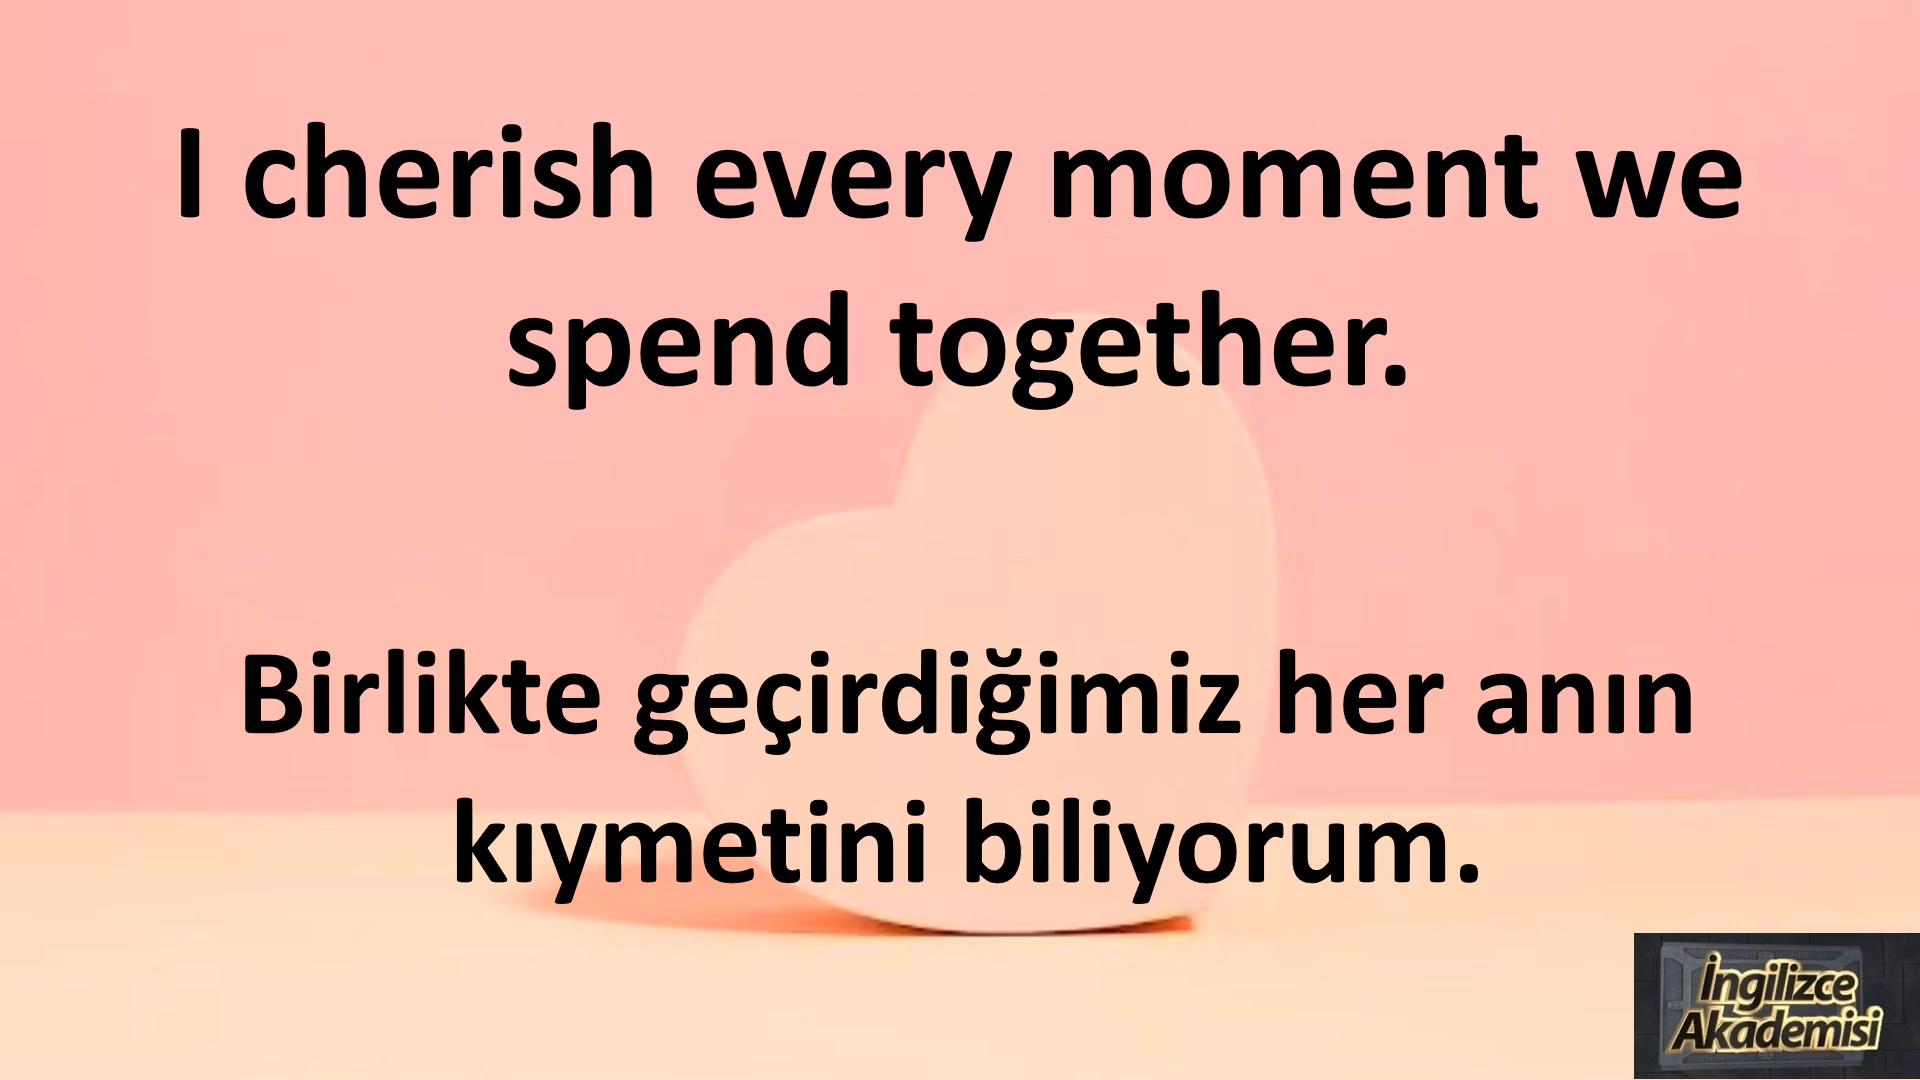 I cherish every moment we
spend together.
Birlikte geçirdiğimiz her anın
kıymetini biliyorum.
İngilizce
Akademisi